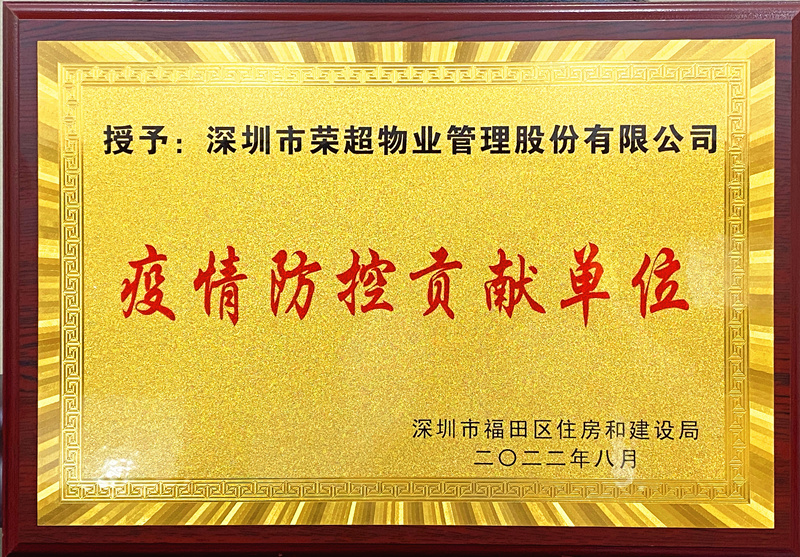 授予：深圳市荣超物业管理股份有限公司
疫情防控贡献单位
深圳市福田区住房和建设局
二〇二二年八月